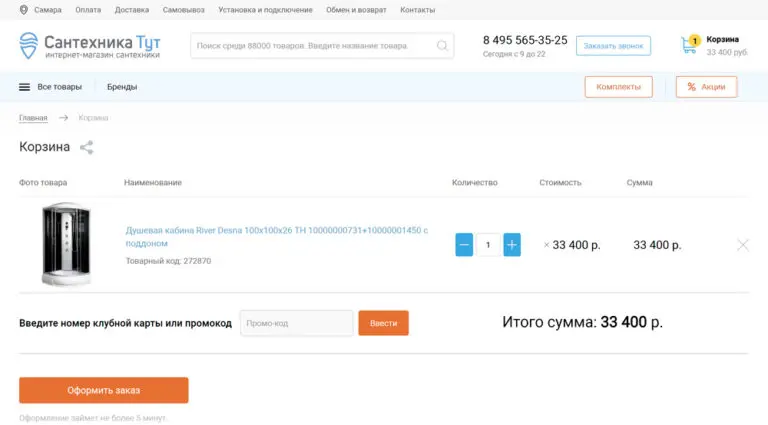 Самара Оплата Доставка Самовывоз Установка и подключение Обмен и возврат Контакты
Сантехника Тут
интернет-магазин сантехники
Поиск среди 88000 товаров. Введите название товара
8 495 565-35-25
Сегодня с 9 до 22
Заказать звонок
1
Корзина
33 400 руб.
Все товары Бренды Комплекты % Акции
Главная → Корзина
Корзина
Фото товара Наименование Количество Стоимость Сумма
Душевая кабина River Desna 100x100x26 ТН 10000000731+10000001450 с
поддоном
Товарный код: 272870
— 1 + × 33 400 р. 33 400 р.
Введите номер клубной карты или промокод Промо-код Ввести Итого сумма: 33 400 р.
Оформить заказ
Оформление займет не более 5 минут.